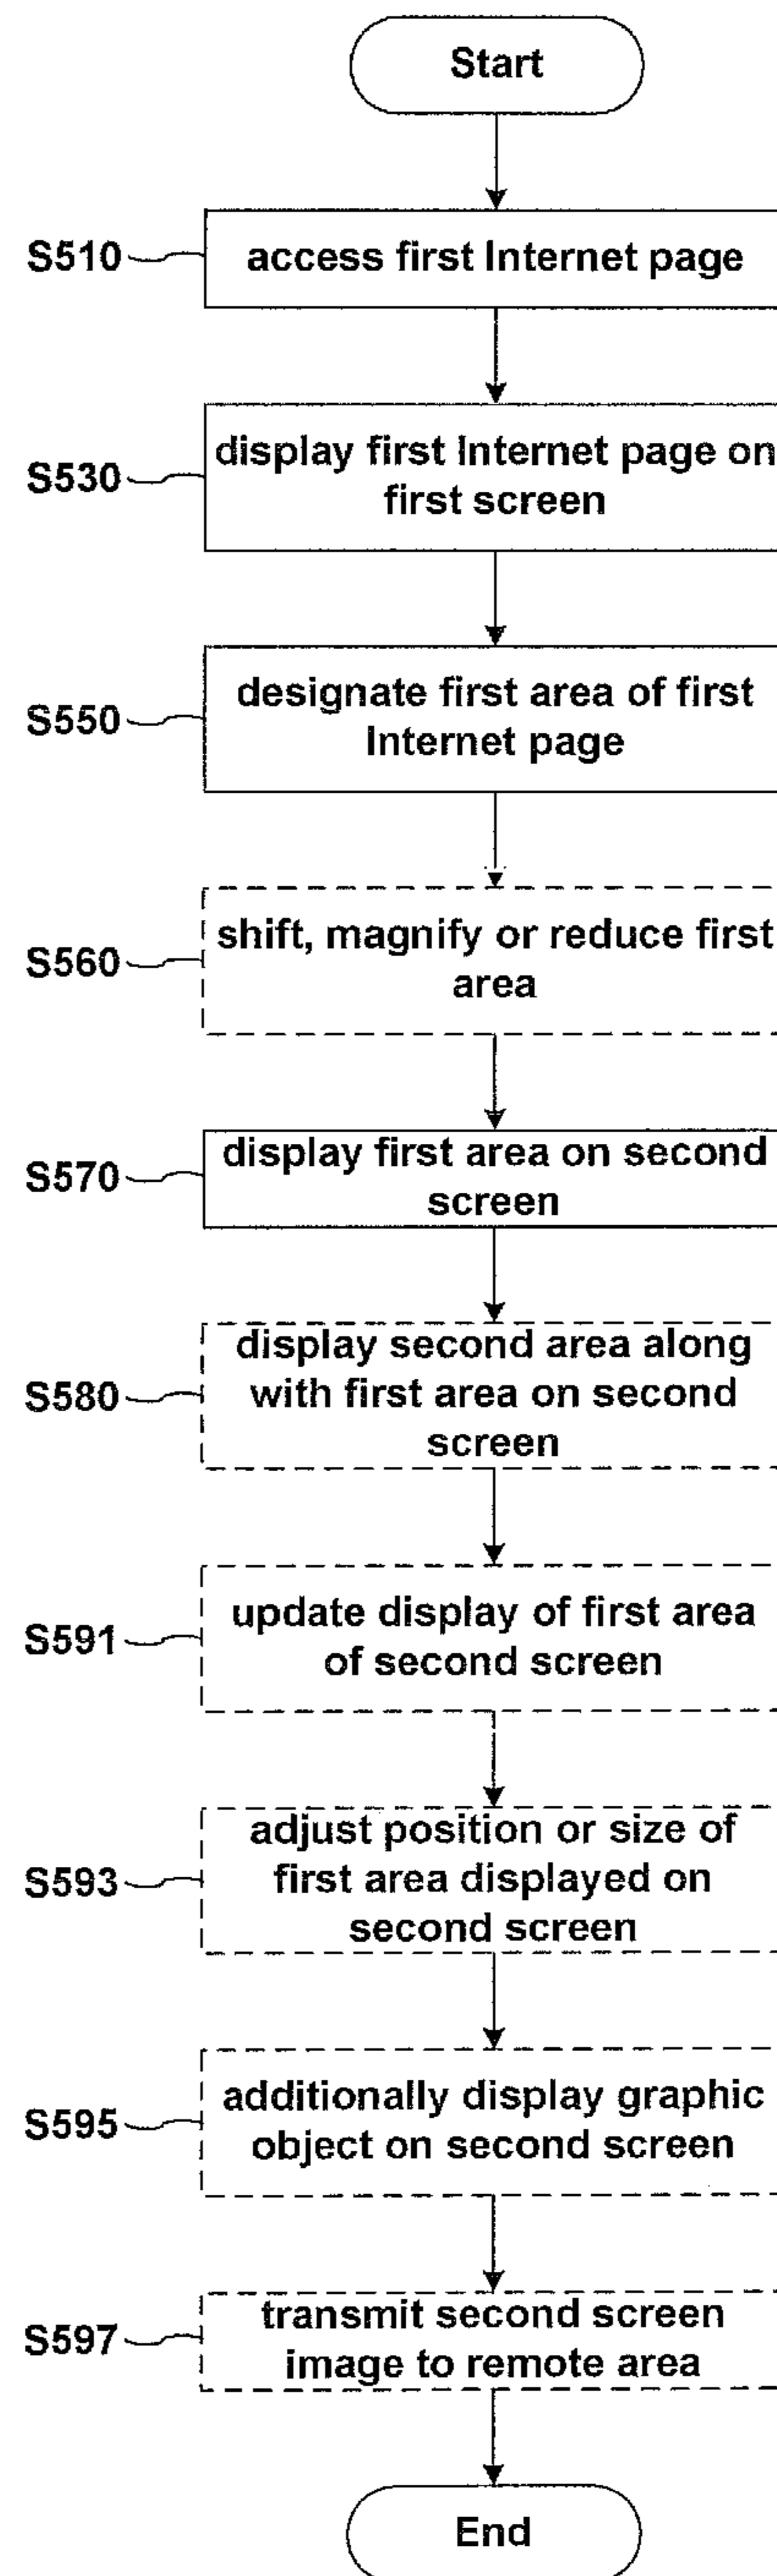 Start
S510
access first Internet page
S530
display first Internet page on
first screen
S550
designate first area of first
Internet page
S560
shift, magnify or reduce first
area
S570
display first area on second
screen
S580
display second area along
with first area on second
screen
S591
update display of first area
of second screen
S593
adjust position or size of
first area displayed on
second screen
S595
additionally display graphic
object on second screen
S597
transmit second screen
image to remote area
End